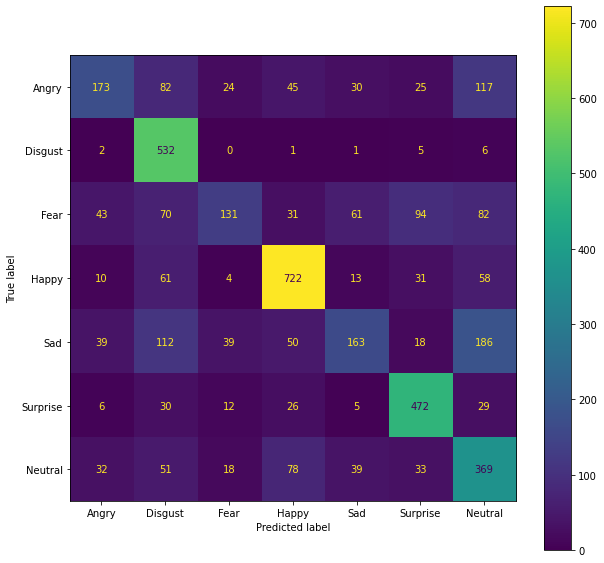 Angry 173 82 24 45 30 25 117
Disgust 2 532 0 1 1 5 6
Fear 43 70 131 31 61 94 82
Happy 10 61 4 722 13 31 58
Sad 39 112 39 50 163 18 186
Surprise 6 30 12 26 5 472 29
Neutral 32 51 18 78 39 33 369
Angry Disgust Fear Happy Sad Surprise Neutral
Predicted label
True label
700
600
500
400
300
200
100
0